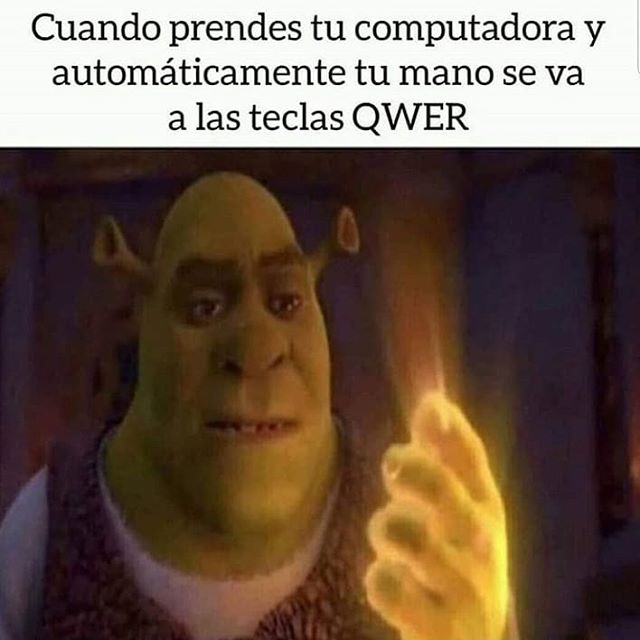 Cuando prendes tu computadora y
automáticamente tu mano se va
a las teclas QWER